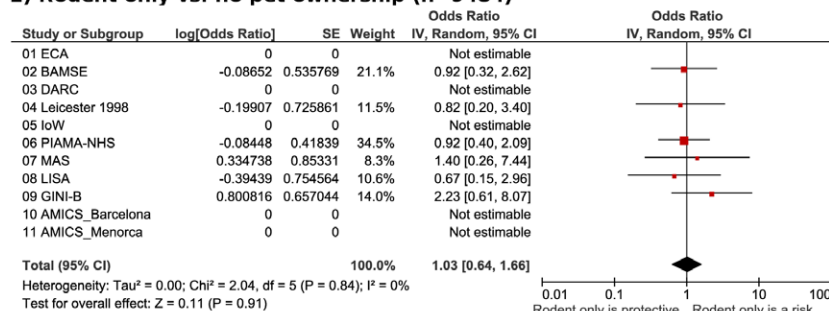 Odds Ratio Odds Ratio
Study or Subgroup log[Odds Ratio] SE Weight IV, Random, 95% CI IV, Random, 95% CI
01 ECA 0 0 Not estimable
02 BAMSE -0.08652 0.535769 21.1% 0.92 [0.32, 2.62]
03 DARC 0 0 Not estimable
04 Leicester 1998 -0.19907 0.725861 11.5% 0.82 [0.20, 3.40]
05 IoW 0 0 Not estimable
06 PIAMA-NHS -0.08448 0.41839 34.5% 0.92 [0.40, 2.09]
07 MAS 0.334738 0.85331 8.3% 1.40 [0.26, 7.44]
08 LISA -0.39439 0.754564 10.6% 0.67 [0.15, 2.96]
09 GINI-B 0.800816 0.657044 14.0% 2.23 [0.61, 8.07]
10 AMICS_Barcelona 0 0 Not estimable
11 AMICS_Menorca 0 0 Not estimable
Total (95% CI) 100.0% 1.03 [0.64, 1.66]
Heterogeneity: Tau² = 0.00; Chi² = 2.04, df = 5 (P = 0.84); I² = 0%
Test for overall effect: Z = 0.11 (P = 0.91)
0.01 0.1 1 10 100
Rodent only is protective Rodent only is a risk